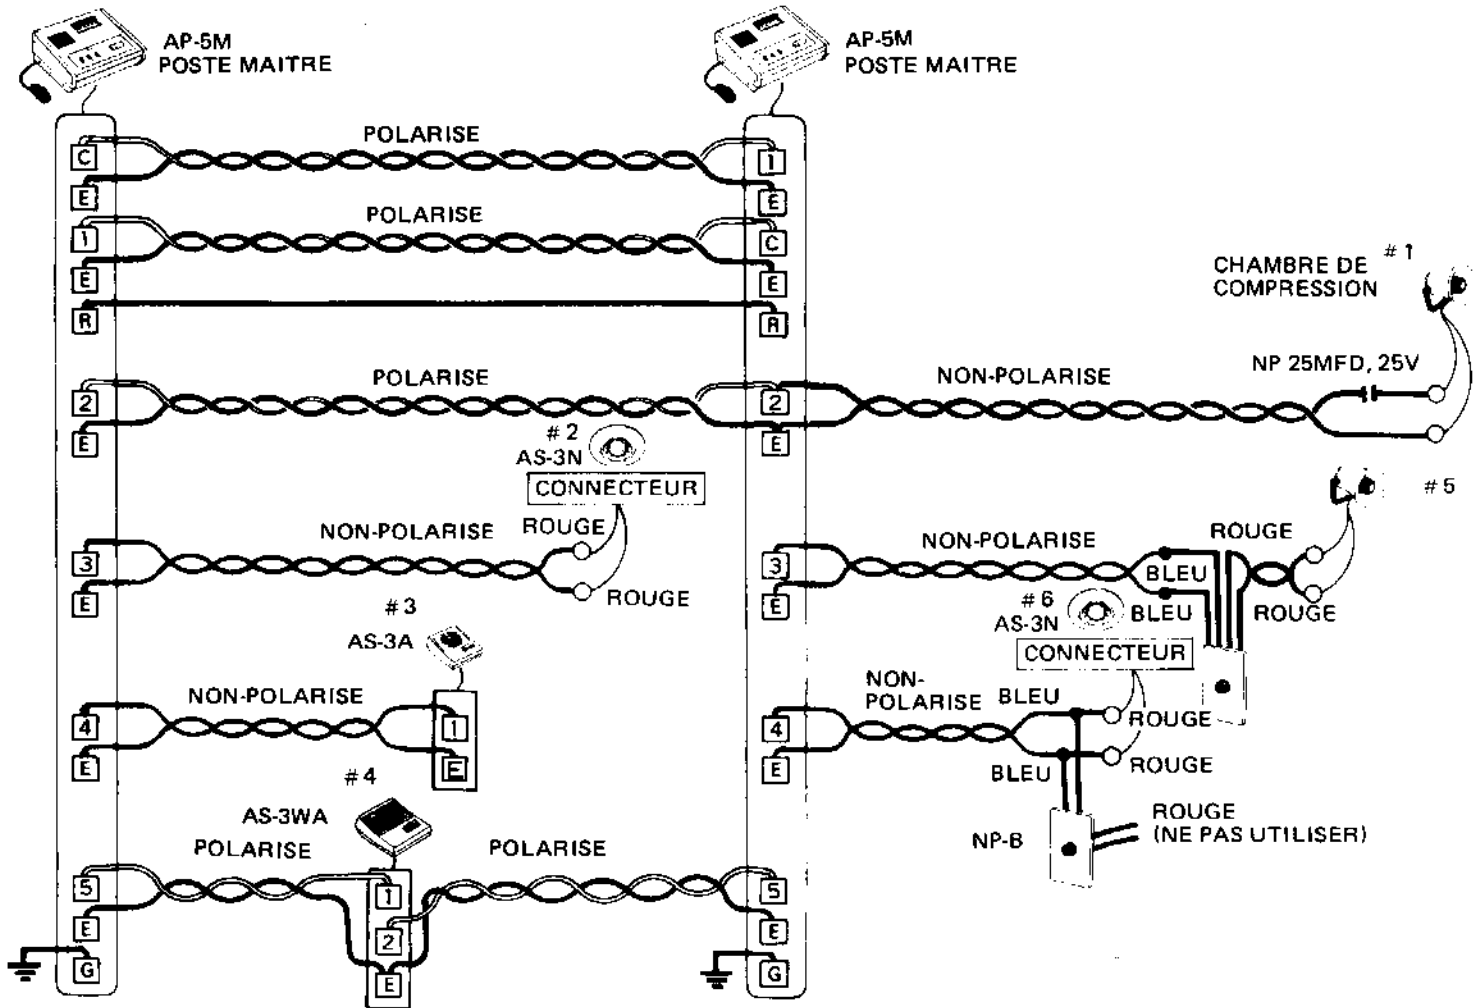 AP-5M
POSTE MAITRE
AP-5M
POSTE MAITRE
C
POLARISE
1
E
E
1
POLARISE
C
E
E
R
R
# 1
CHAMBRE DE
COMPRESSION
NP 25MFD, 25V
2
POLARISE
2
NON-POLARISE
E
E
# 2
AS-3N
CONNECTEUR
# 5
3
NON-POLARISE
ROUGE
ROUGE
E
3
NON-POLARISE
BLEU
BLEU
ROUGE
ROUGE
E
# 3
AS-3A
# 6
AS-3N
CONNECTEUR
4
NON-POLARISE
1
E
E
4
NON-
POLARISE
BLEU
ROUGE
E
BLEU
ROUGE
# 4
AS-3WA
NP-B
ROUGE
(NE PAS UTILISER)
POLARISE
POLARISE
5
1
5
E
2
E
G
E
G